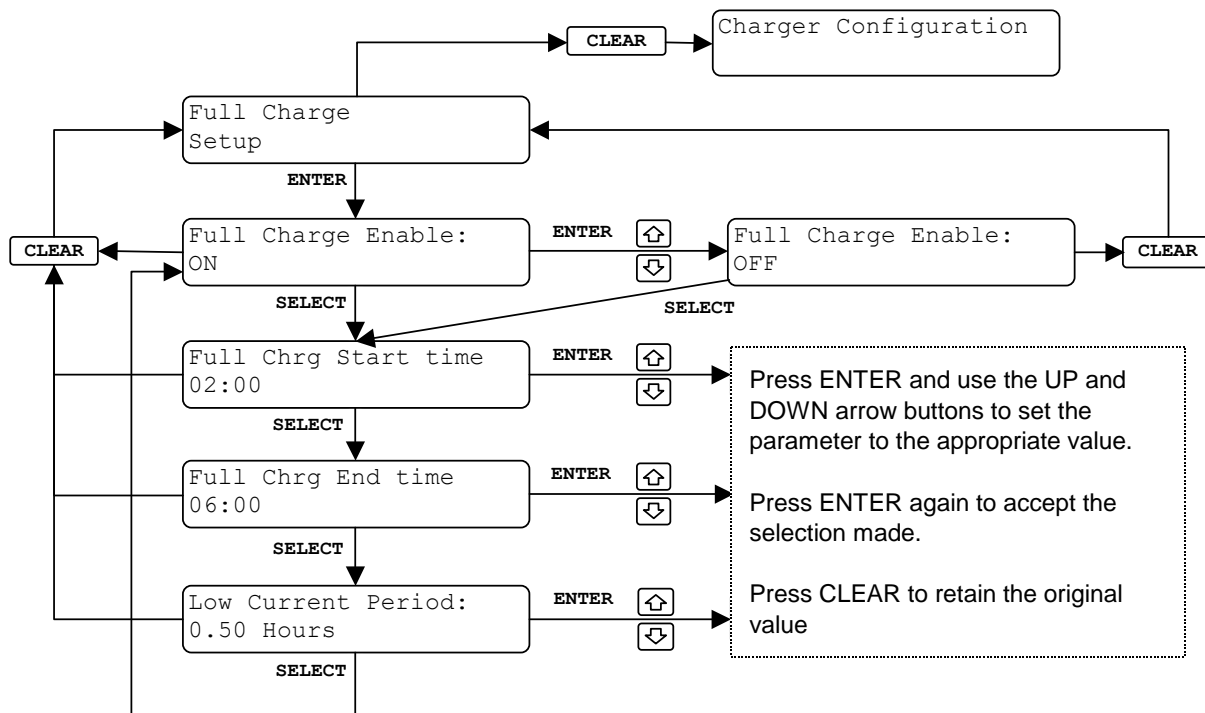 CLEAR
Charger Configuration
Full Charge
Setup
ENTER
CLEAR
Full Charge Enable:
ON
ENTER
Full Charge Enable:
OFF
CLEAR
SELECT
SELECT
Full Chrg Start time
02:00
ENTER
SELECT
Full Chrg End time
06:00
ENTER
SELECT
Low Current Period:
0.50 Hours
ENTER
SELECT
Press ENTER and use the UP and
DOWN arrow buttons to set the
parameter to the appropriate value.
Press ENTER again to accept the
selection made.
Press CLEAR to retain the original
value